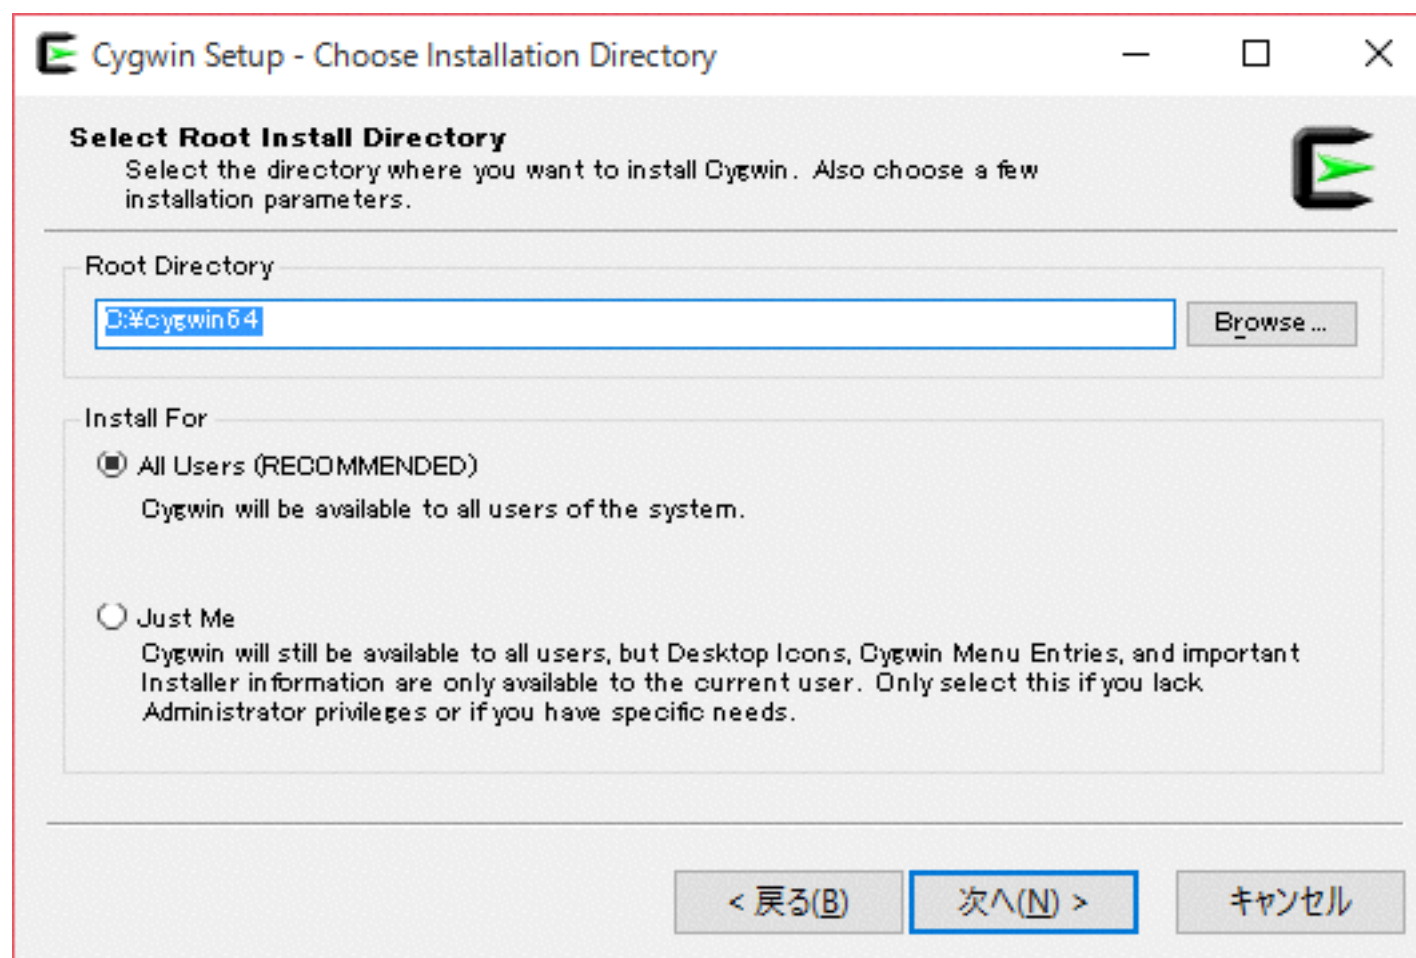 Cygwin Setup - Choose Installation Directory
Select Root Install Directory
Select the directory where you want to install Cygwin. Also choose a few
installation parameters.
Root Directory
C:¥cygwin64
Browse...
Install For
All Users (RECOMMENDED)
Cygwin will be available to all users of the system.
Just Me
Cygwin will still be available to all users, but Desktop Icons, Cygwin Menu Entries, and important
Installer information are only available to the current user. Only select this if you lack
Administrator privileges or if you have specific needs.
< 戻る(B)
次へ(N) >
キャンセル